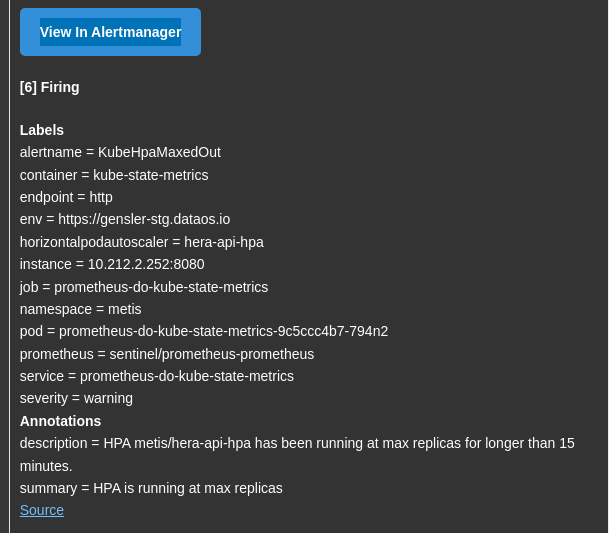 View In Alertmanager
[6] Firing
Labels
alertname = KubeHpaMaxedOut
container = kube-state-metrics
endpoint = http
env = https://gensler-stg.dataos.io
horizontalpodautoscaler = hera-api-hpa
instance = 10.212.2.252:8080
job = prometheus-do-kube-state-metrics
namespace = metis
pod = prometheus-do-kube-state-metrics-9c5ccc4b7-794n2
prometheus = sentinel/prometheus-prometheus
service = prometheus-do-kube-state-metrics
severity = warning
Annotations
description = HPA metis/hera-api-hpa has been running at max replicas for longer than 15
minutes.
summary = HPA is running at max replicas
Source